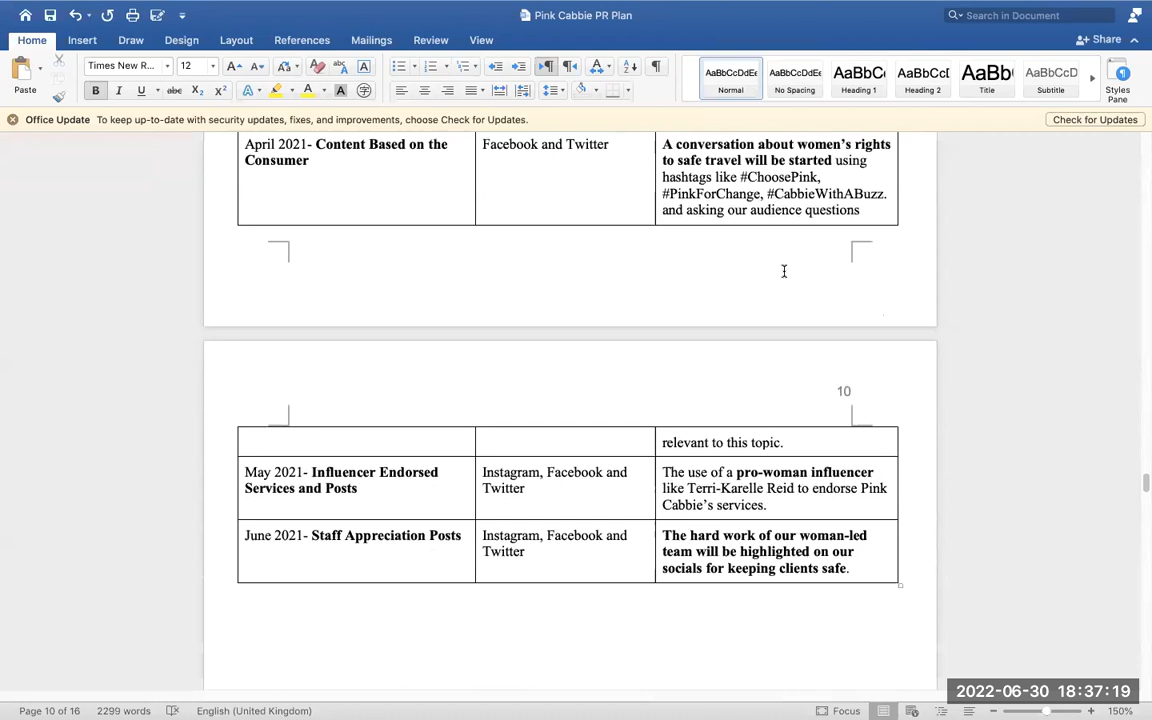 Pink Cabbie PR Plan
Search in Document
Home Insert Draw Design Layout References Mailings Review View
Share
Paste
Times New R...
12
AaBbCcDdEe
Normal
AaBbCcDdEe
No Spacing
AaBbCc
Heading 1
AaBbCcD
Heading 2
AaBb
Title
AaBbCcD
Subtitle
Styles
Pane
Office Update To keep up-to-date with security updates, fixes, and improvements, choose Check for Updates.
Check for Updates
April 2021- Content Based on the
Consumer
Facebook and Twitter
A conversation about women’s rights
to safe travel will be started using
hashtags like #ChoosePink,
#PinkForChange, #CabbieWithABuzz.
and asking our audience questions
10
relevant to this topic.
May 2021- Influencer Endorsed
Services and Posts
Instagram, Facebook and
Twitter
The use of a pro-woman influencer
like Terri-Karelle Reid to endorse Pink
Cabbie’s services.
June 2021- Staff Appreciation Posts
Instagram, Facebook and
Twitter
The hard work of our woman-led
team will be highlighted on our
socials for keeping clients safe.
2022-06-30 18:37:19
Page 10 of 16 2299 words English (United Kingdom)
Focus
150%